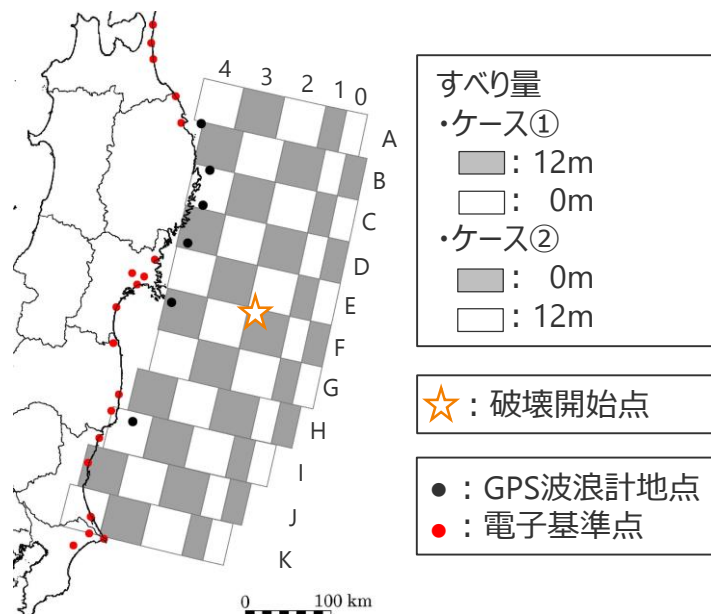 4 3 2 1 0
A
B
C
D
E
F
G
H
I
J
K
0 100 km
すべり量
・ケース①
: 12m
: 0m
・ケース②
: 0m
: 12m
: 破壊開始点
: GPS波浪計地点
: 電子基準点